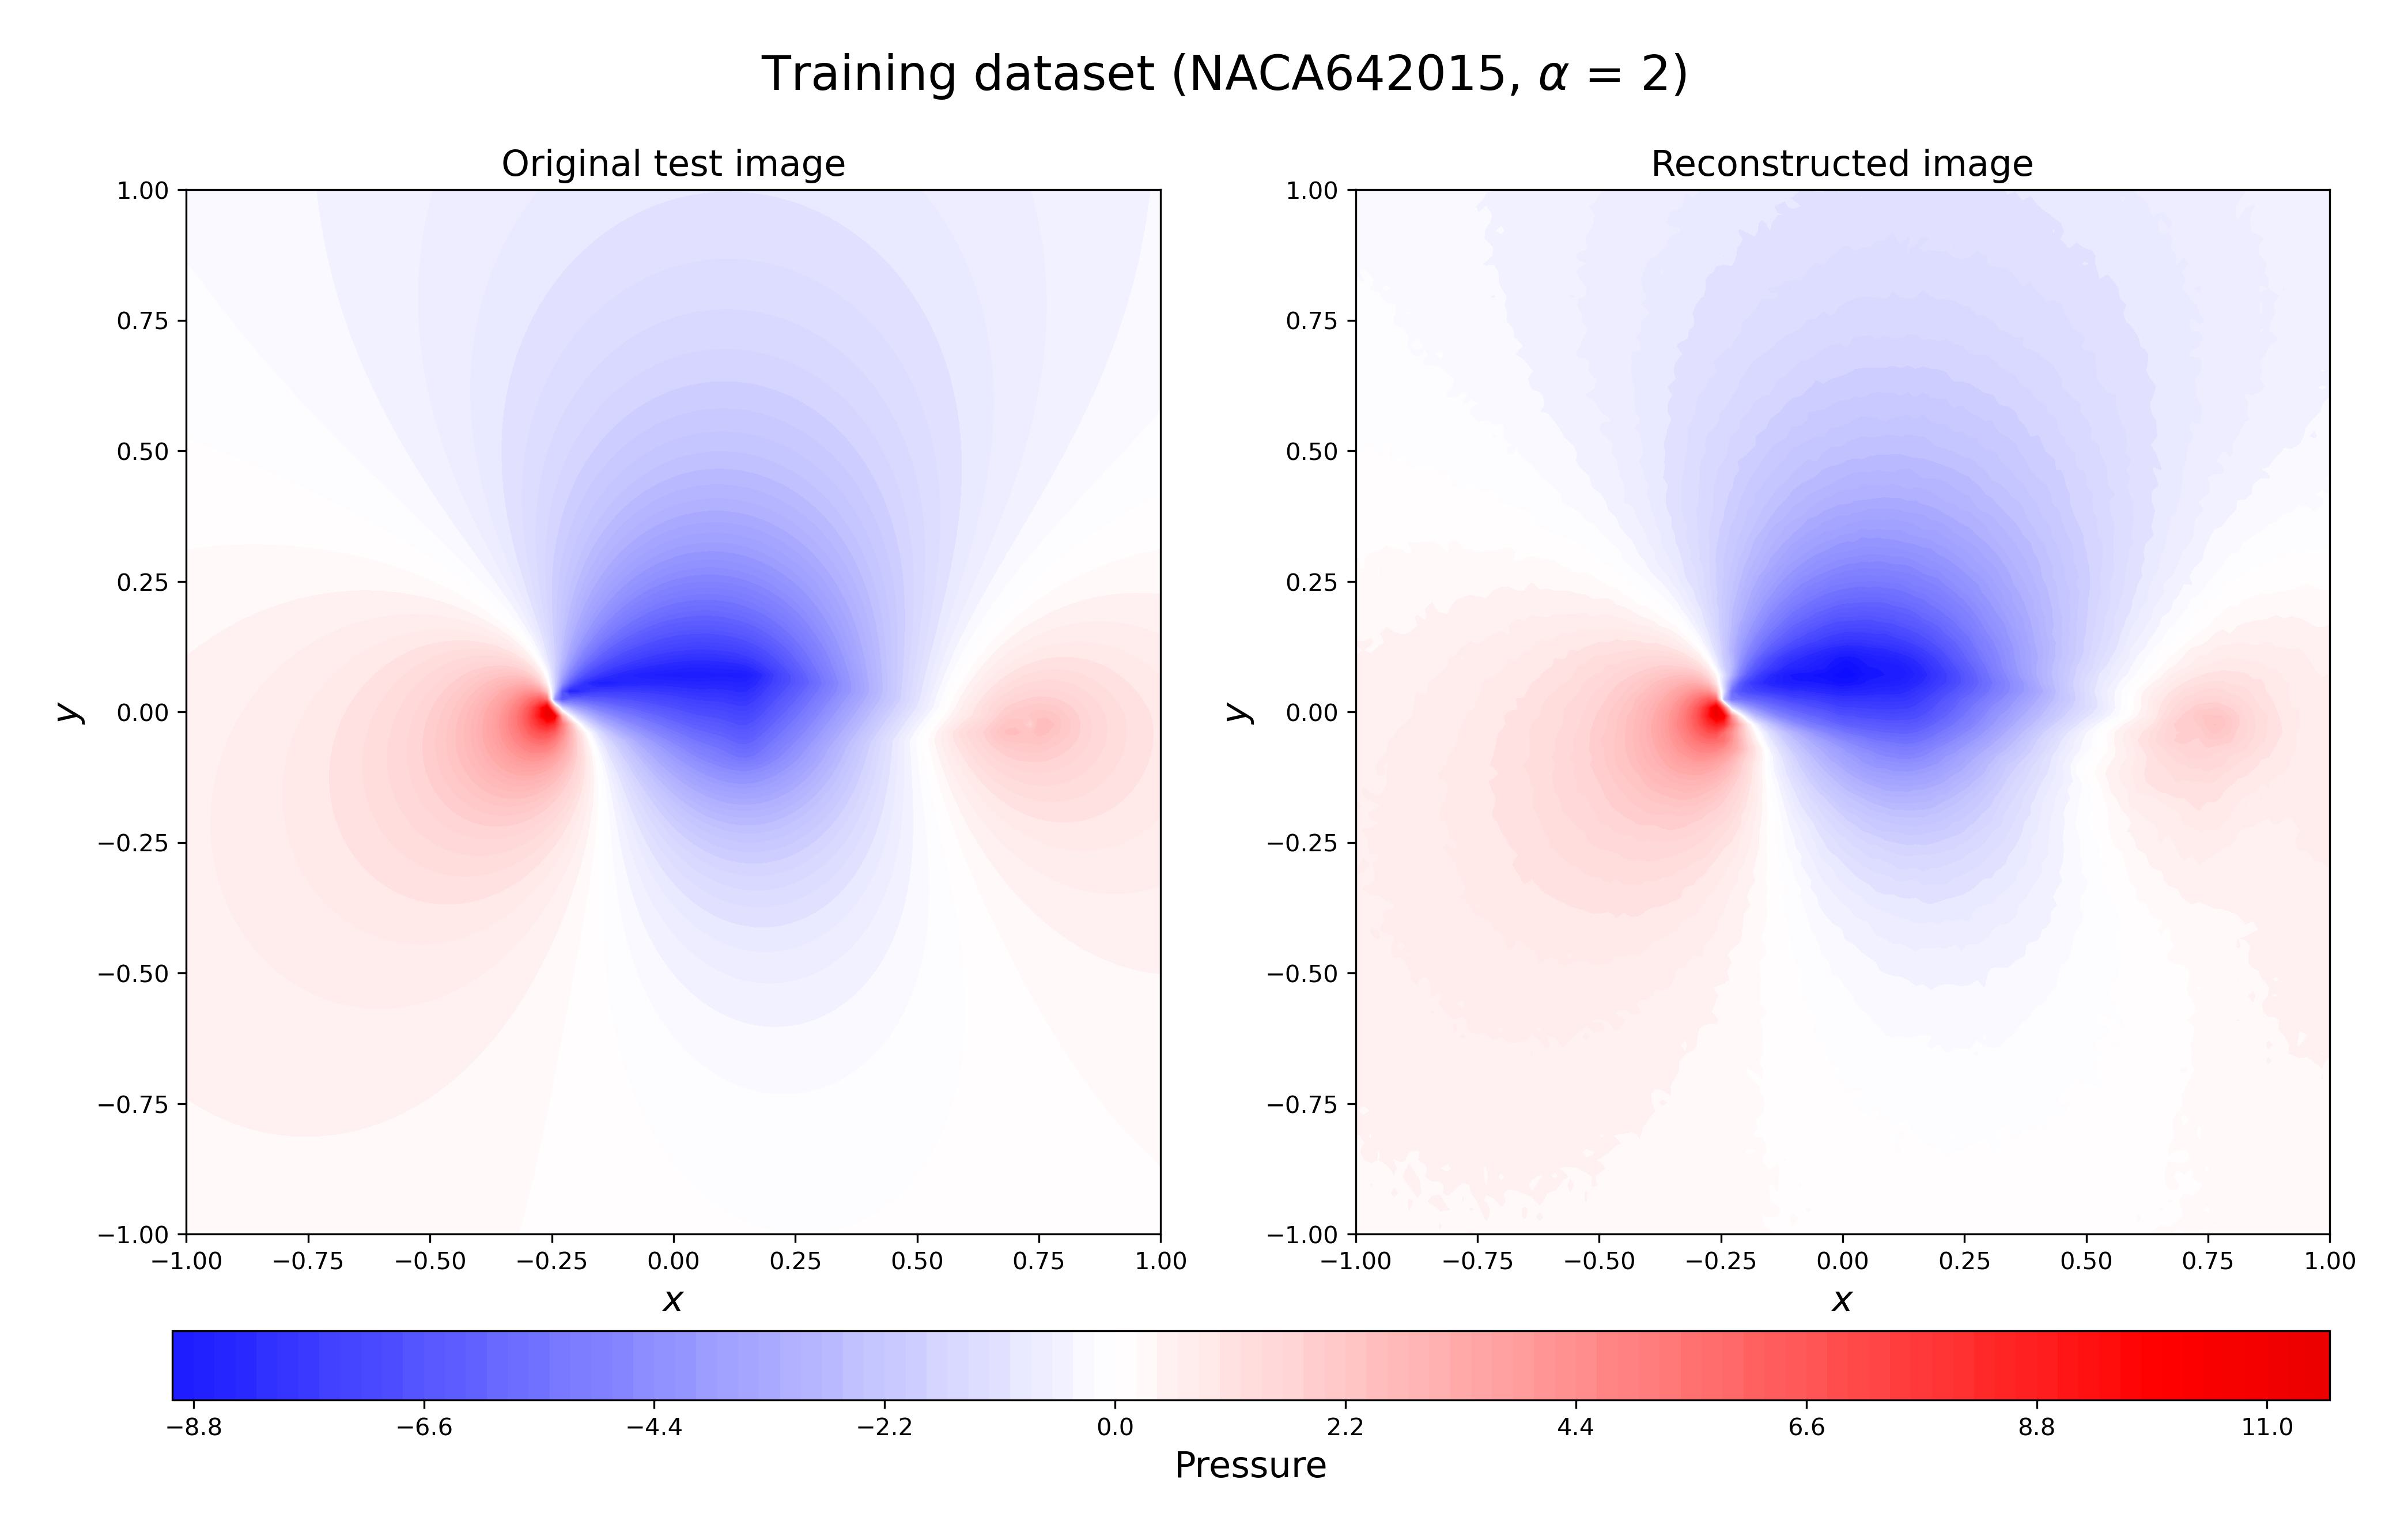 Training dataset (NACA642015, α = 2)
Original test image
Reconstructed image
1.00
0.75
0.50
0.25
0.00
−0.25
−0.50
−0.75
−1.00
y
−1.00 −0.75 −0.50 −0.25 0.00 0.25 0.50 0.75 1.00
x
1.00
0.75
0.50
0.25
0.00
−0.25
−0.50
−0.75
−1.00
y
−1.00 −0.75 −0.50 −0.25 0.00 0.25 0.50 0.75 1.00
x
−8.8 −6.6 −4.4 −2.2 0.0 2.2 4.4 6.6 8.8 11.0
Pressure